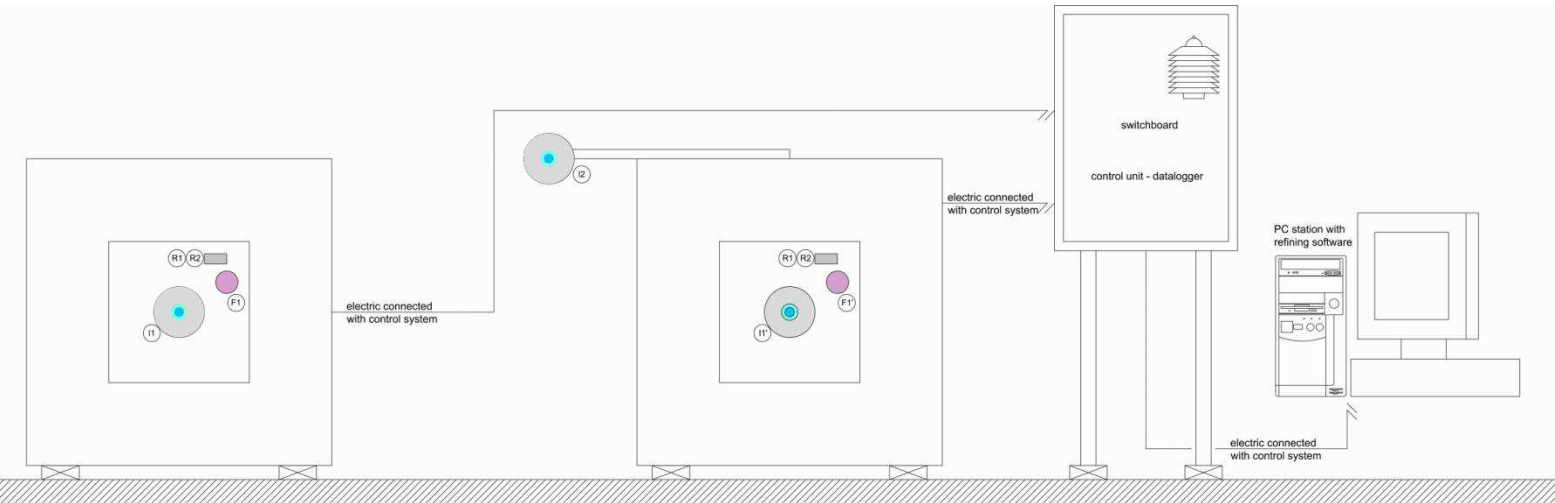 switchboard
control unit - datalogger
I2
electric connected
with control system
PC station with
refining software
R1 R2
F1
I1
electric connected
with control system
R1 R2
F1'
I1'
electric connected
with control system